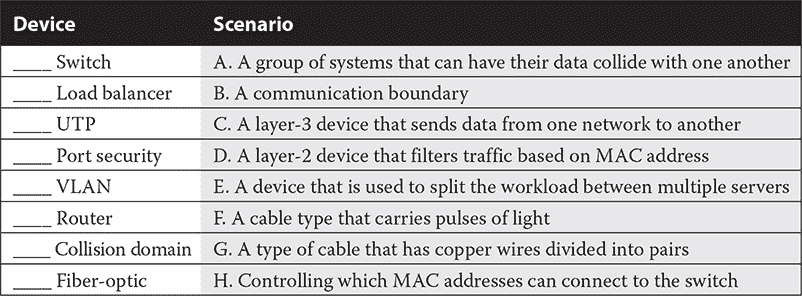 Device Scenario
____ Switch A. A group of systems that can have their data collide with one another
____ Load balancer B. A communication boundary
____ UTP C. A layer-3 device that sends data from one network to another
____ Port security D. A layer-2 device that filters traffic based on MAC address
____ VLAN E. A device that is used to split the workload between multiple servers
____ Router F. A cable type that carries pulses of light
____ Collision domain G. A type of cable that has copper wires divided into pairs
____ Fiber-optic H. Controlling which MAC addresses can connect to the switch